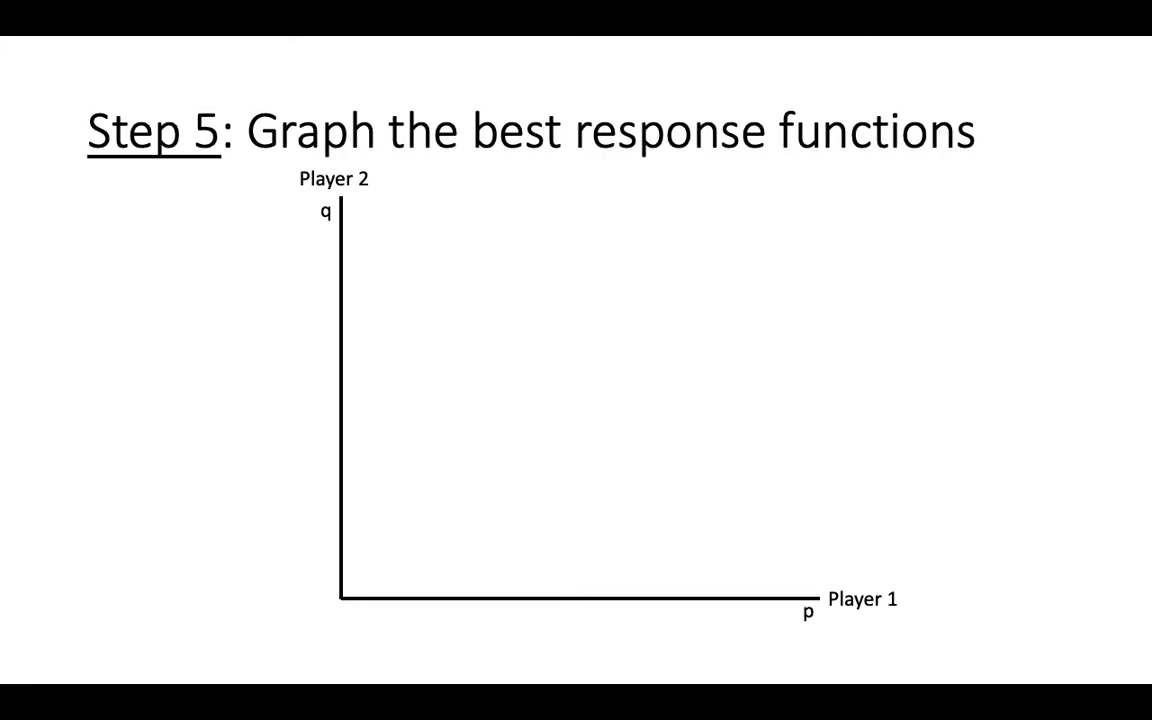 Step 5: Graph the best response functions
Player 2
q
Player 1
p